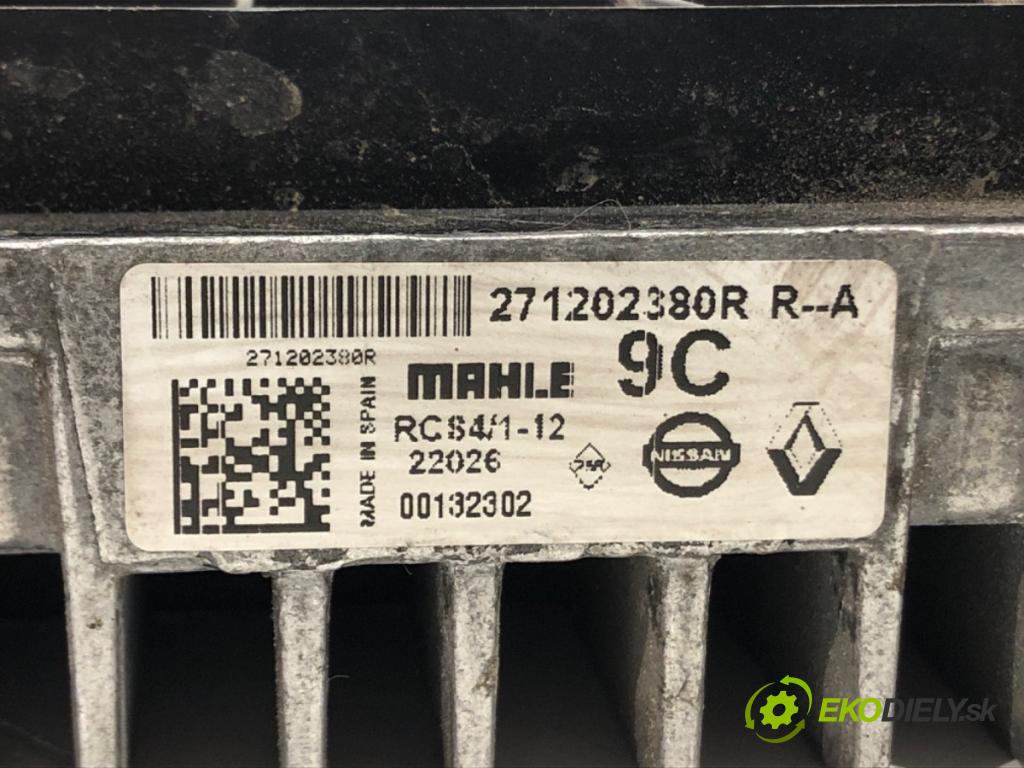 271202380R R--A
271202380R
MAHLE
9C
MADE IN SPAIN
RCS4/1-12
22026
00132302
NISSAN
EKODIELY.sk